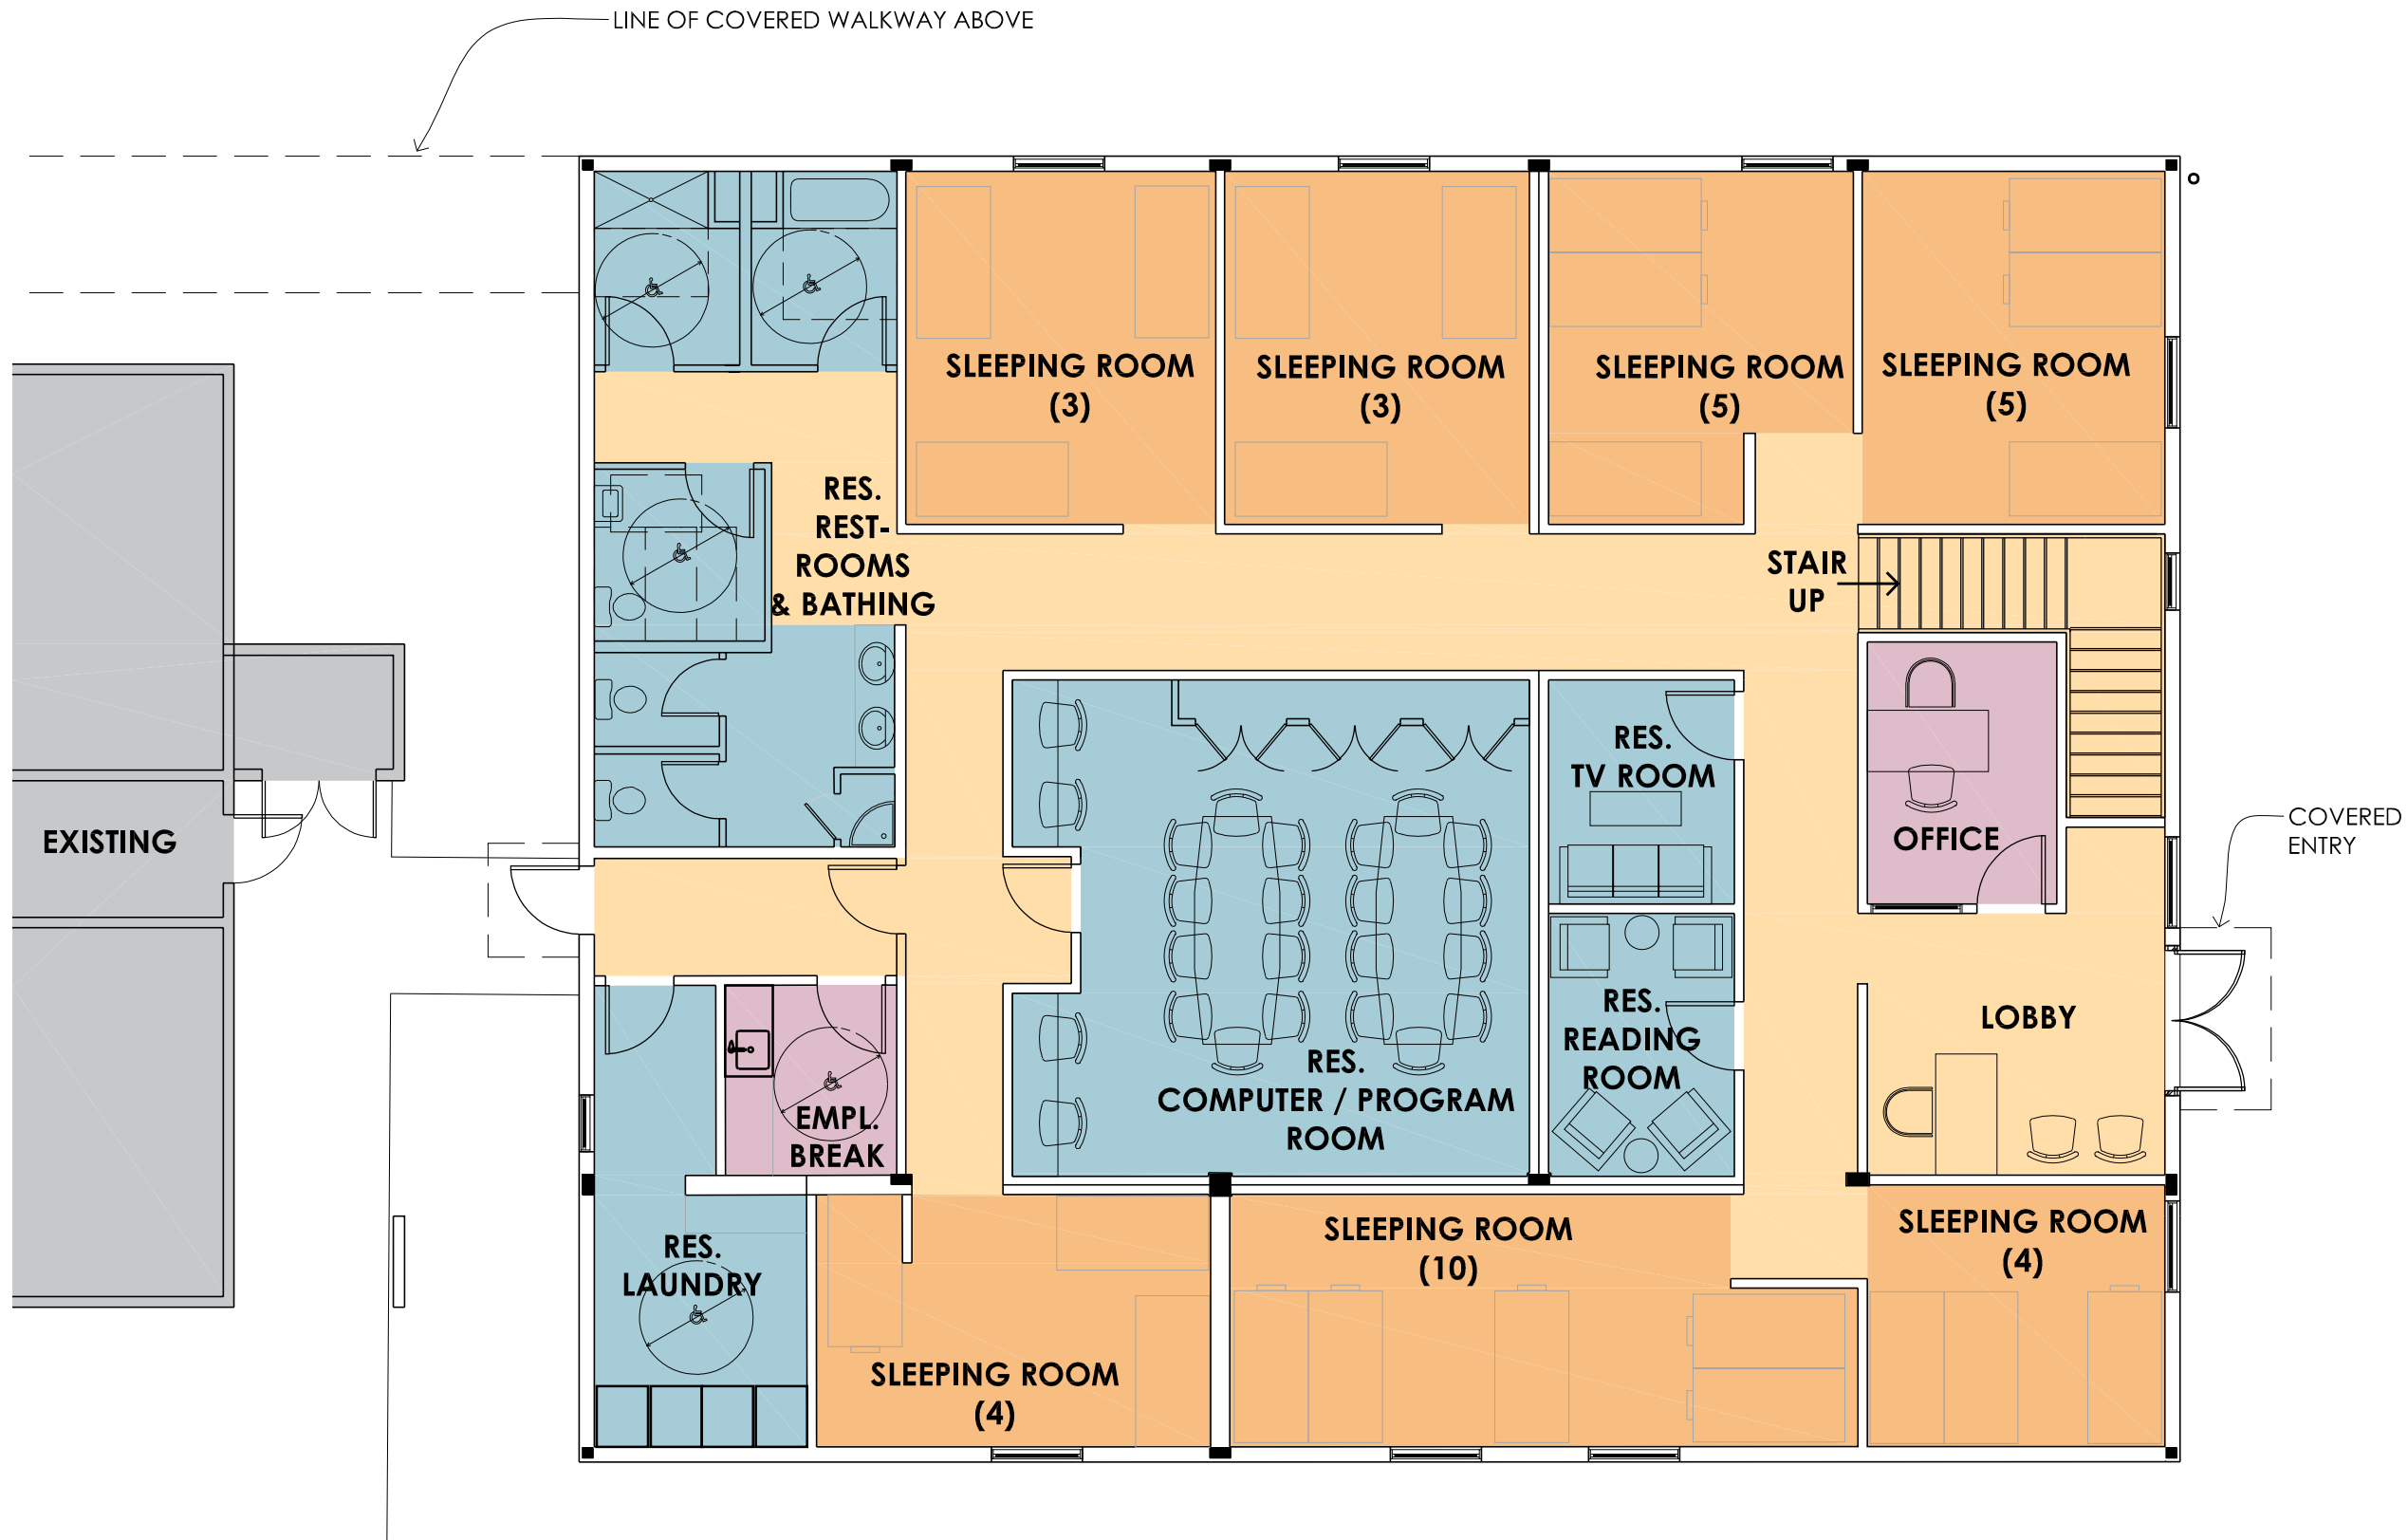 LINE OF COVERED WALKWAY ABOVE
SLEEPING ROOM
(3)
SLEEPING ROOM
(3)
SLEEPING ROOM
(5)
SLEEPING ROOM
(5)
RES.
REST-
ROOMS
& BATHING
STAIR
UP
EXISTING
RES.
TV ROOM
OFFICE
COVERED
ENTRY
RES.
READING
ROOM
LOBBY
RES.
COMPUTER / PROGRAM
ROOM
EMPL.
BREAK
RES.
LAUNDRY
SLEEPING ROOM
(4)
SLEEPING ROOM
(10)
SLEEPING ROOM
(4)